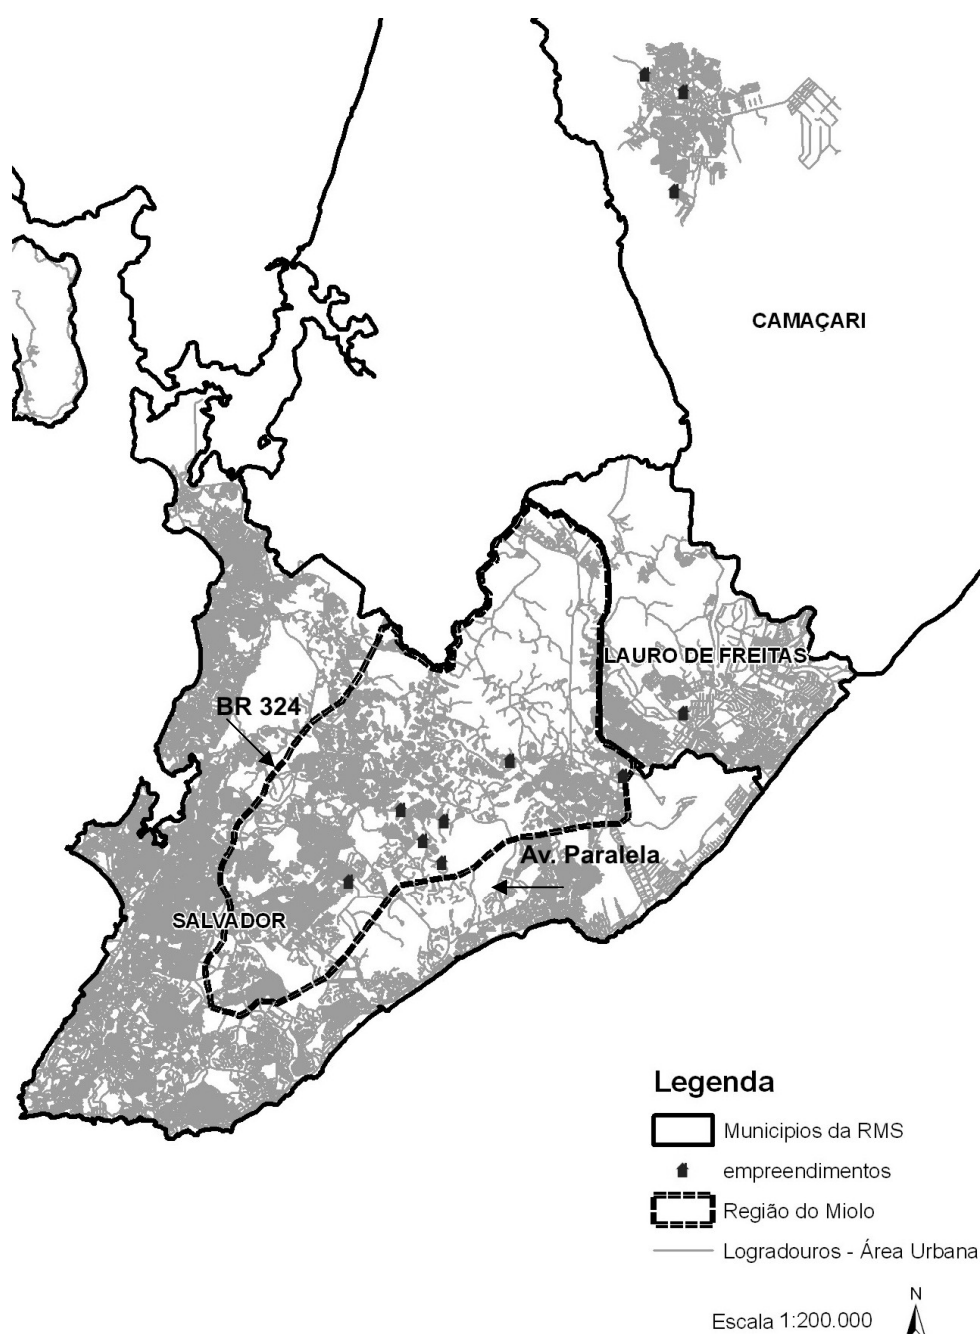 CAMAÇARI
LAURO DE FREITAS
BR 324
Av. Paralela
SALVADOR
Legenda
Municipios da RMS
empreendimentos
Região do Miolo
Logradouros - Área Urbana
N
Escala 1:200.000